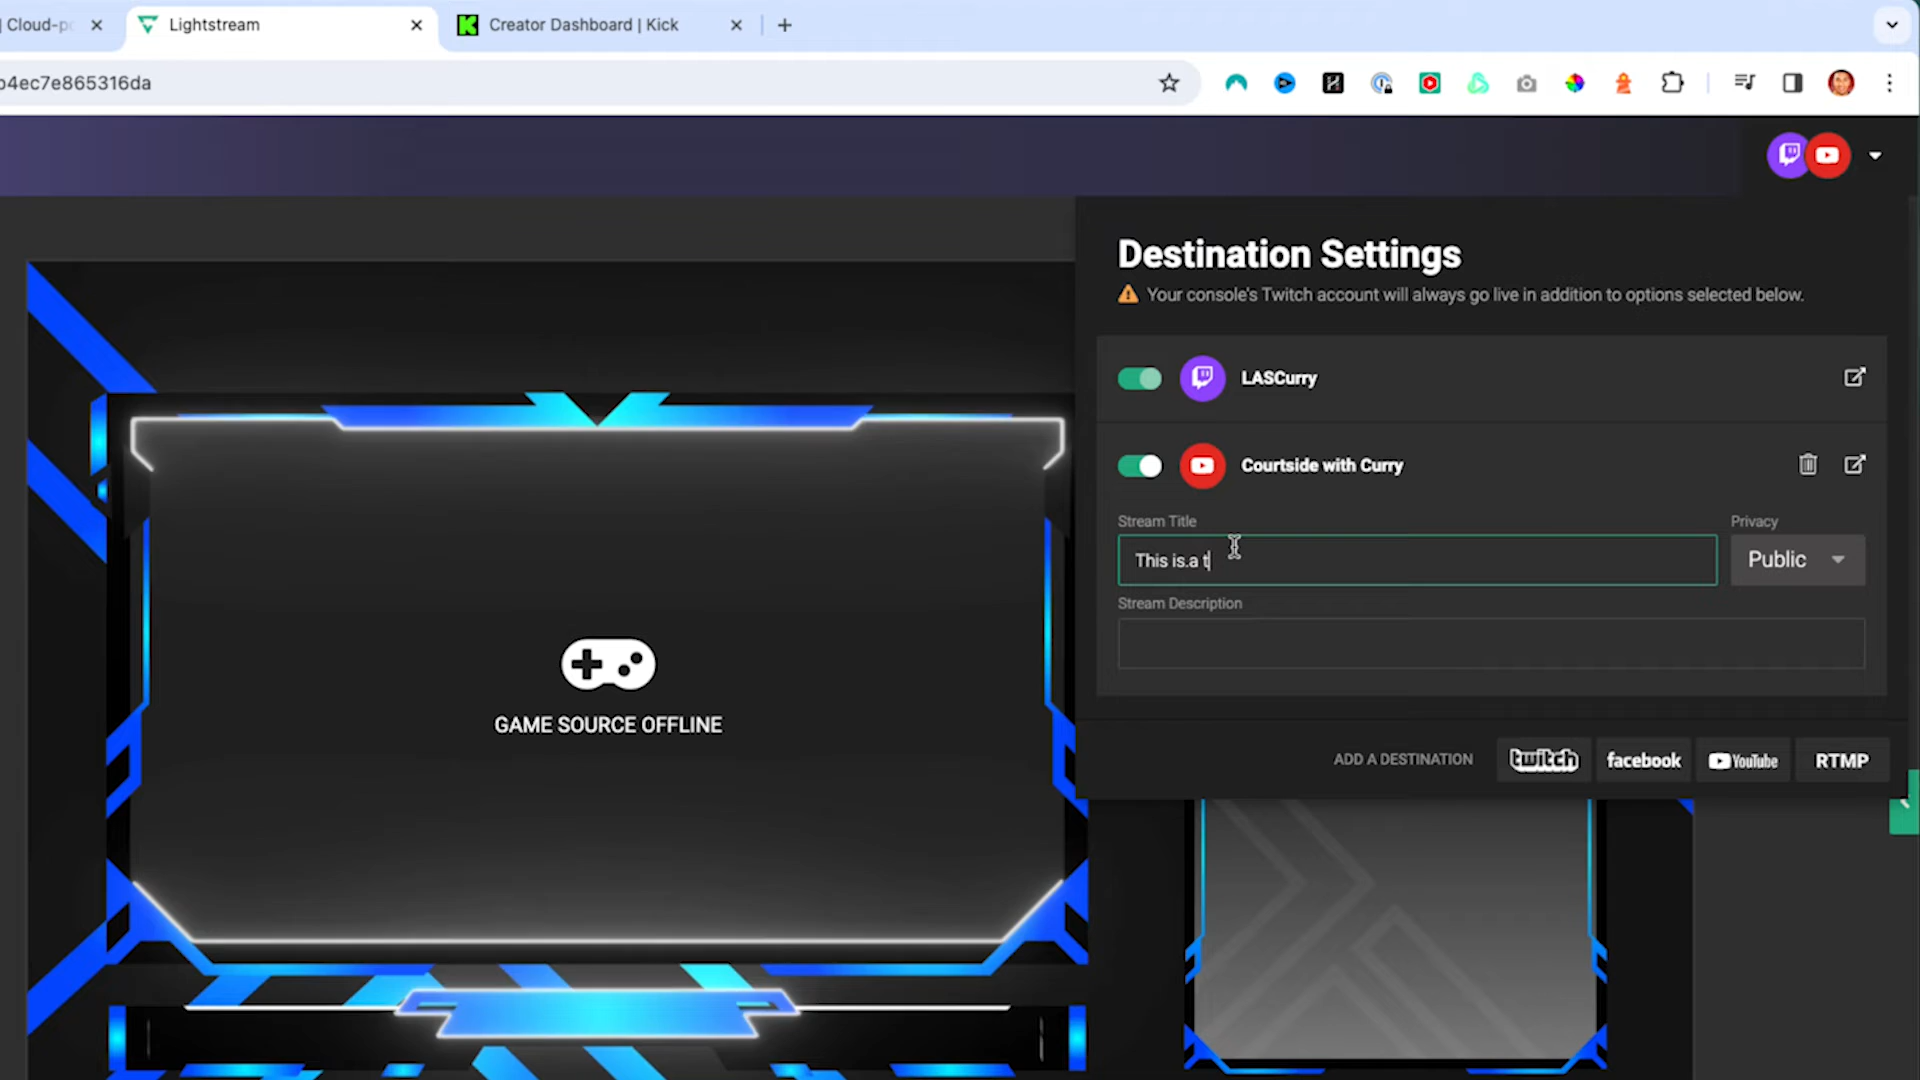 | Cloud-p
Lightstream
Creator Dashboard | Kick
b4ec7e865316da
Destination Settings
Your console's Twitch account will always go live in addition to options selected below.
LASCurry
Courtside with Curry
Stream Title
Privacy
This is.a t
Public
Stream Description
GAME SOURCE OFFLINE
ADD A DESTINATION
twitch
facebook
YouTube
RTMP